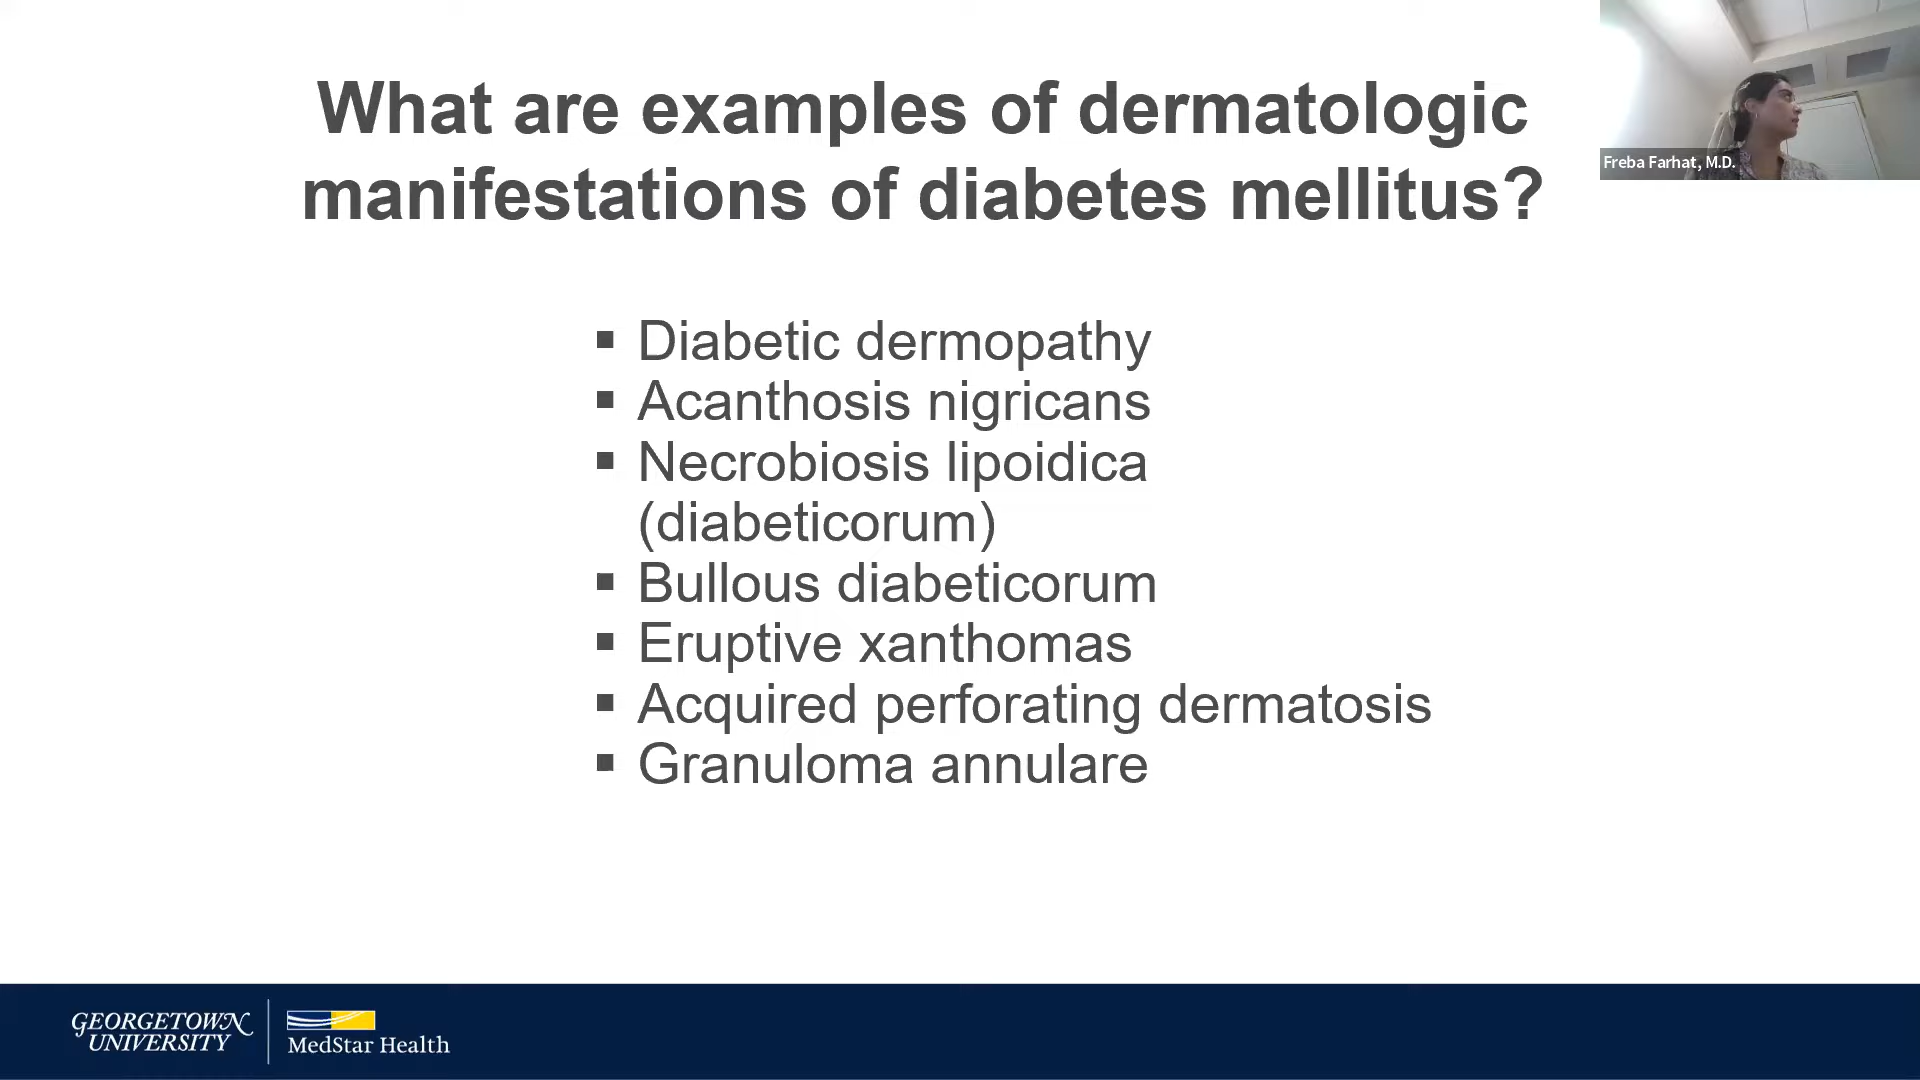 What are examples of dermatologic
manifestations of diabetes mellitus?
Freba Farhat, M.D.
▪ Diabetic dermopathy
▪ Acanthosis nigricans
▪ Necrobiosis lipoidica
(diabeticorum)
▪ Bullous diabeticorum
▪ Eruptive xanthomas
▪ Acquired perforating dermatosis
▪ Granuloma annulare
GEORGETOWN
UNIVERSITY
MedStar Health